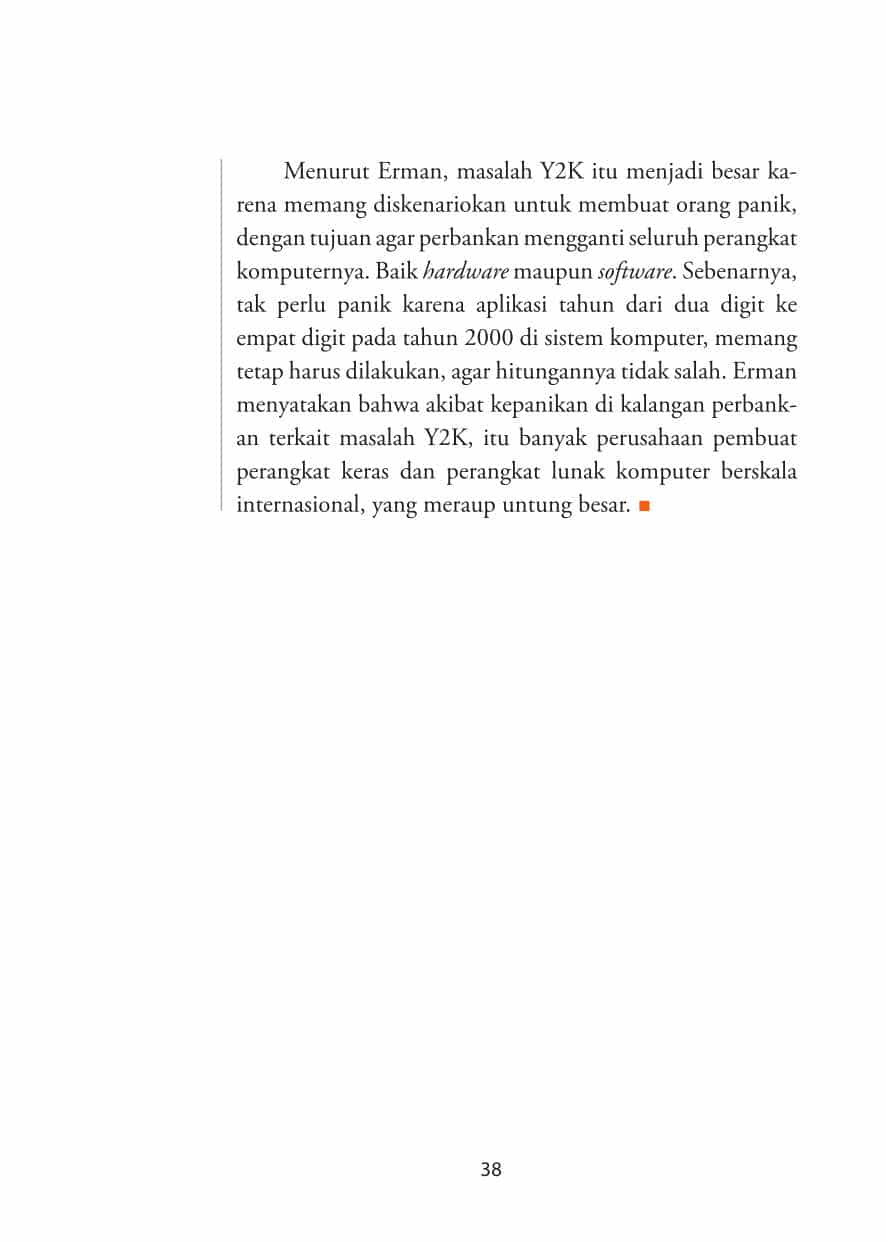 Menurut Erman, masalah Y2K itu menjadi besar ka-
rena memang diskenariokan untuk membuat orang panik,
dengan tujuan agar perbankan mengganti seluruh perangkat
komputernya. Baik hardware maupun software. Sebenarnya,
tak perlu panik karena aplikasi tahun dari dua digit ke
empat digit pada tahun 2000 di sistem komputer, memang
tetap harus dilakukan, agar hitungannya tidak salah. Erman
menyatakan bahwa akibat kepanikan di kalangan perbank-
an terkait masalah Y2K, itu banyak perusahaan pembuat
perangkat keras dan perangkat lunak komputer berskala
internasional, yang meraup untung besar.
38